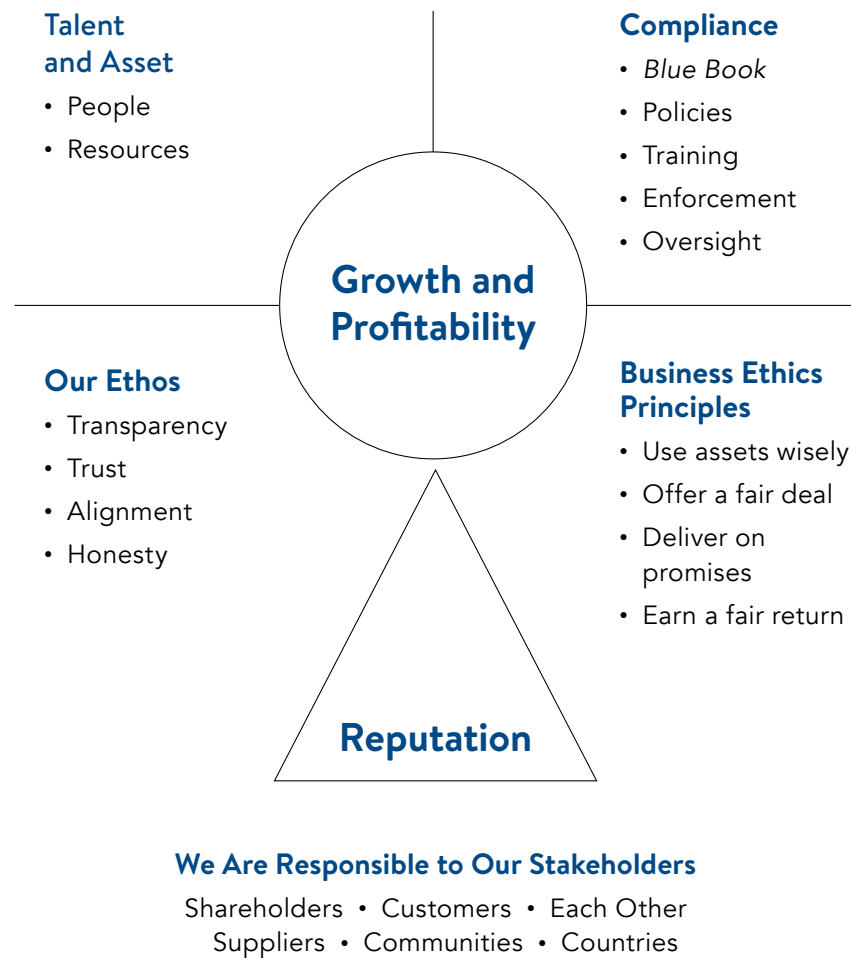 Talent
and Asset
• People
• Resources
Compliance
• Blue Book
• Policies
• Training
• Enforcement
• Oversight
Growth and
Profitability
Our Ethos
• Transparency
• Trust
• Alignment
• Honesty
Business Ethics
Principles
• Use assets wisely
• Offer a fair deal
• Deliver on
promises
• Earn a fair return
Reputation
We Are Responsible to Our Stakeholders
Shareholders • Customers • Each Other
Suppliers • Communities • Countries